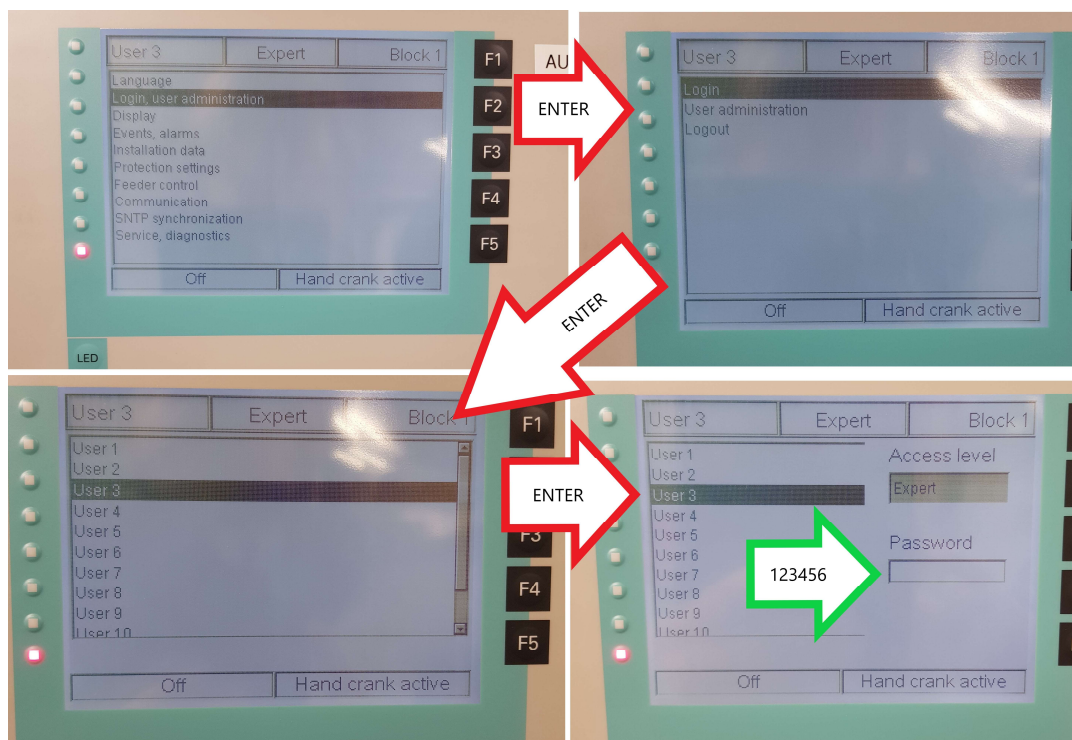 User 3 Expert Block 1
Language
Login, user administration
Display
Events, alarms
Installation data
Protection settings
Feeder control
Communication
SNTP synchronization
Service, diagnostics
Off Hand crank active
F1
F2
F3
F4
F5
AU
LED
ENTER
User 3 Expert Block 1
Login
User administration
Logout
Off Hand crank active
ENTER
User 3 Expert Block 1
User 1
User 2
User 3
User 4
User 5
User 6
User 7
User 8
User 9
User 10
Off Hand crank active
F1
F3
F4
F5
ENTER
User 3 Expert Block 1
User 1
User 2
User 3
User 4
User 5
User 6
User 7
User 8
User 9
User 10
Access level
Expert
Password
123456
Off Hand crank active